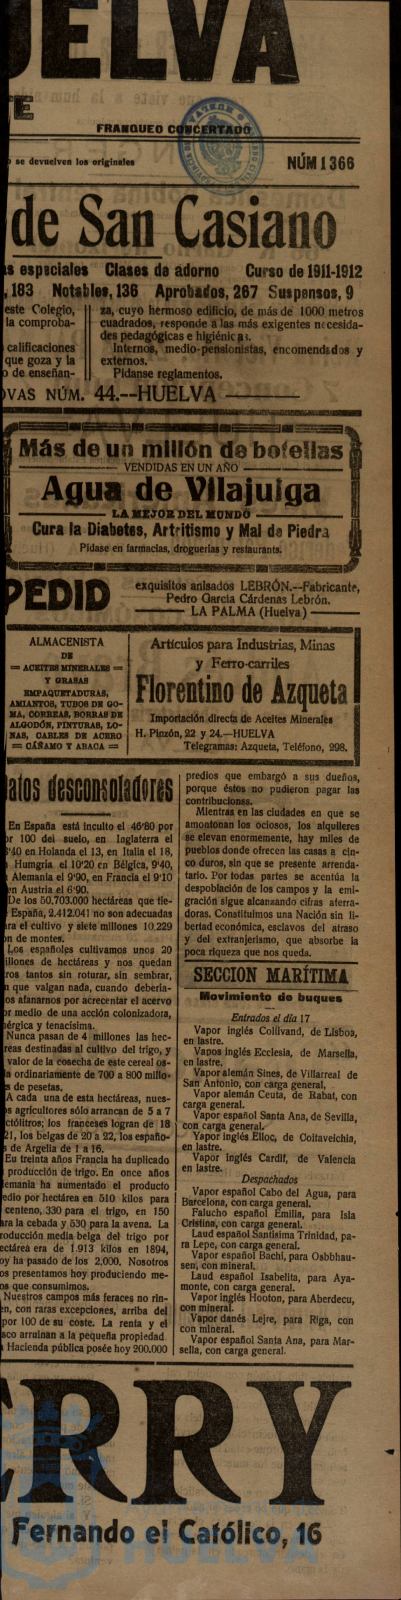 UELVA
E
FRANQUEO CONCERTADO
o se devuelven los originales
NÚM 1366
de San Casiano
as especiales Clases de adorno Curso de 1911-1912
, 183 Notables, 136 Aprobados, 267 Suspensos, 9
este Colegio,
la comproba-
calificaciones
que goza y la
o de enseñan-
za, cuyo hermoso edificio, de más de 1000 metros
cuadrados, responde a las más exigentes necesida-
des pedagógicas e higiénicas.
Internos, medio-pensionistas, encomendados y
externos.
Pídanse reglamentos.
OVAS NÚM. 44.--HUELVA
Más de un millón de botellas
VENDIDAS EN UN AÑO
Agua de Vilajuiga
LA MEJOR DEL MUNDO
Cura la Diabetes, Artritismo y Mal de Piedra
Pídase en farmacias, droguerías y restaurants.
PEDID
exquisitos anisados LEBRÓN.--Fabricante,
Pedro García Cárdenas Lebrón.
LA PALMA (Huelva)
ALMACENISTA
DE
ACEITES MINERALES
Y GRASAS
EMPAQUETADURAS,
AMIANTOS, TUBOS DE GO-
MA, CORREAS, BORRAS DE
ALGODÓN, PINTURAS, LO-
NAS, CABLES DE ACERO
CÁÑAMO Y ABACA
Artículos para Industrias, Minas
y Ferro-carriles
Florentino de Azqueta
Importación directa de Aceites Minerales
H. Pinzón, 22 y 24.—HUELVA
Telegramas: Azqueta, Teléfono, 298.
atos desconsoladores
En España está inculto el 46'80 por
or 100 del suelo, en Inglaterra el
'40 en Holanda el 13, en Italia el 18,
Humgria el 10'20 en Bélgica, 9'40,
Alemania el 9'90, en Francia el 9'10
en Austria el 6'90.
De los 50,703.000 hectáreas que tie-
España, 2.412.041 no son adecuadas
ara el cultivo y siete millones 10.229
on de montes.
Los españoles cultivamos unos 20
illones de hectáreas y nos quedan
ros tantos sin roturar, sin sembrar,
n que valgan nada, cuando debería-
os afanarnos por acrecentar el acervo
or medio de una acción colonizadora,
nérgica y tenacísima.
Nunca pasan de 4 millones las hec-
reas destinadas al cultivo del trigo, y
valor de la cosecha de este cereal os-
la ordinariamente de 700 a 800 millo-
s de pesetas.
A cada una de esta hectáreas, nues-
s agricultores sólo arrancan de 5 a 7
ctólitros; los franceses logran de 18
21, los belgas de 20 a 22, los españo-
s de Argelia de 1 a 16.
Eu treinta años Francia ha duplicado
producción de trigo. En once años
lemania ha aumentado el producto
edio por hectárea en 510 kilos para
centeno, 330 para el trigo, en 150
ara la cebada y 530 para la avena. La
roducción media belga del trigo por
ectárea era de 1.913 kilos en 1894,
oy ha pasado de los 2,000. Nosotros
os presentamos hoy produciendo me-
os que consumimos.
Nuestros campos más feraces no rin-
en, con raras excepciones, arriba del
por 100 de su coste. La renta y el
sco arruinan a la pequeña propiedad
Hacienda pública posée hoy 200.000
predios que embargó a sus dueños,
porque éstos no pudieron pagar las
contribuciones.
Mientras en las ciudades en que se
amontonan los ociosos, los alquileres
se elevan enormemente, hay miles de
pueblos donde ofrecen las casas a cin-
co duros, sin que se presente arrenda-
tario. Por todas partes se acentúa la
despoblación de los campos y la emi-
gración sigue alcanzando cifras aterra-
doras. Constituimos una Nación sin li-
bertad económica, esclavos del atraso
y del extranjerismo, que absorbe la
poca riqueza que nos queda.
SECCION MARÍTIMA
Movimiento de buques
Entrados el día 17
Vapor inglés Collivand, de Lisboa,
en lastre.
Vapos inglés Ecclesia, de Marsella,
en lastre.
Vapor alemán Sines, de Villarreal de
San Antonio, con carga general,
Vapor alemán Ceuta, de Rabat, con
carga general.
Vapor español Santa Ana, de Sevilla,
con carga general.
Vapor inglés Elloc, de Coltaveichia,
en lastre.
Vapor inglés Cardif, de Valencia
en lastre.
Despachados
Vapor español Cabo del Agua, para
Barcelona, con carga general.
Falucho español Emilia, para Isla
Cristina, con carga general.
Laud español Santísima Trinidad, pa-
ra Lepe, con carga general.
Vapor español Bachi, para Osbbhau-
sen, con mineral.
Laud español Isabelita, para Aya-
monte, con carga general.
Vapor inglés Hooton, para Aberdecu,
con mineral.
Vapor danés Lejre, para Riga, con
con mineral.
Vapor español Santa Ana, para Mar-
sella, con carga general.
ERRY
Fernando el Católico, 16
HUELVA